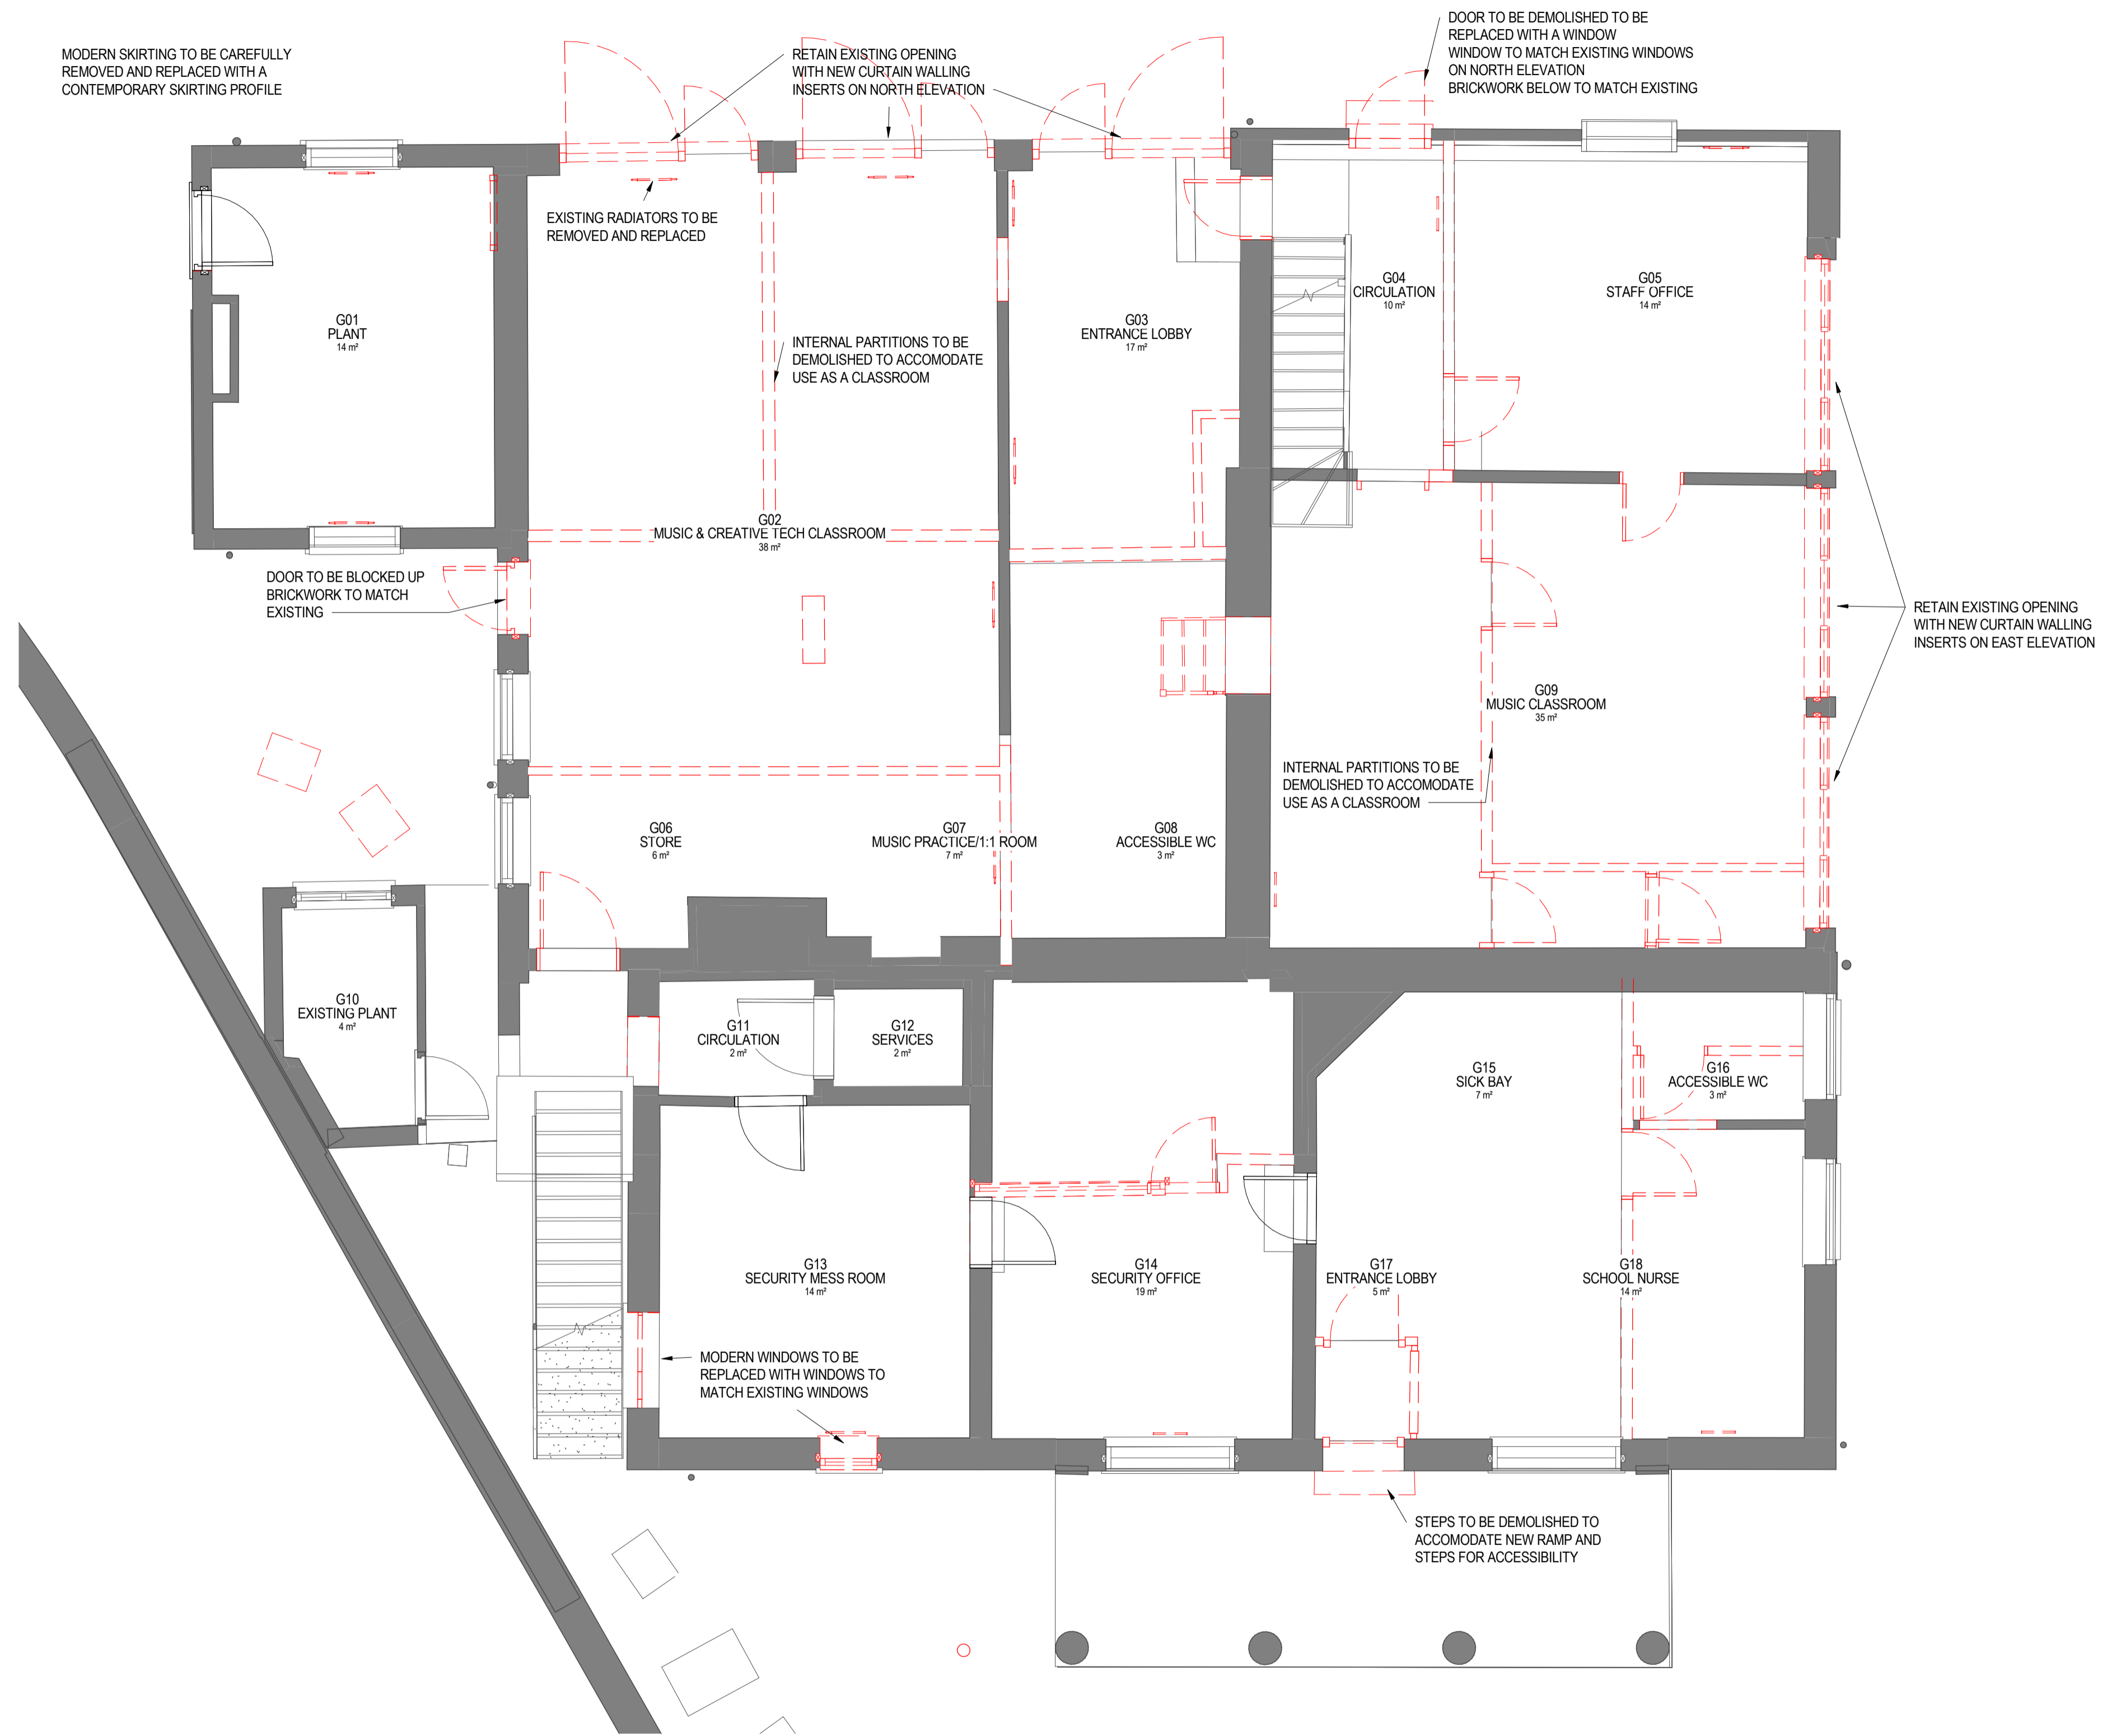 MODERN SKIRTING TO BE CAREFULLY
REMOVED AND REPLACED WITH A
CONTEMPORARY SKIRTING PROFILE
RETAIN EXISTING OPENING
WITH NEW CURTAIN WALLING
INSERTS ON NORTH ELEVATION
DOOR TO BE DEMOLISHED TO BE
REPLACED WITH A WINDOW
WINDOW TO MATCH EXISTING WINDOWS
ON NORTH ELEVATION
BRICKWORK BELOW TO MATCH EXISTING
EXISTING RADIATORS TO BE
REMOVED AND REPLACED
G01
PLANT
14 m²
INTERNAL PARTITIONS TO BE
DEMOLISHED TO ACCOMODATE
USE AS A CLASSROOM
G03
ENTRANCE LOBBY
17 m²
G04
CIRCULATION
10 m²
G05
STAFF OFFICE
14 m²
G02
MUSIC & CREATIVE TECH CLASSROOM
38 m²
DOOR TO BE BLOCKED UP
BRICKWORK TO MATCH
EXISTING
RETAIN EXISTING OPENING
WITH NEW CURTAIN WALLING
INSERTS ON EAST ELEVATION
G09
MUSIC CLASSROOM
35 m²
INTERNAL PARTITIONS TO BE
DEMOLISHED TO ACCOMODATE
USE AS A CLASSROOM
G06
STORE
6 m²
G07
MUSIC PRACTICE/1:1 ROOM
7 m²
G08
ACCESSIBLE WC
3 m²
G10
EXISTING PLANT
4 m²
G11
CIRCULATION
2 m²
G12
SERVICES
2 m²
G15
SICK BAY
7 m²
G16
ACCESSIBLE WC
3 m²
G13
SECURITY MESS ROOM
14 m²
G14
SECURITY OFFICE
19 m²
G17
ENTRANCE LOBBY
5 m²
G18
SCHOOL NURSE
14 m²
MODERN WINDOWS TO BE
REPLACED WITH WINDOWS TO
MATCH EXISTING WINDOWS
STEPS TO BE DEMOLISHED TO
ACCOMODATE NEW RAMP AND
STEPS FOR ACCESSIBILITY